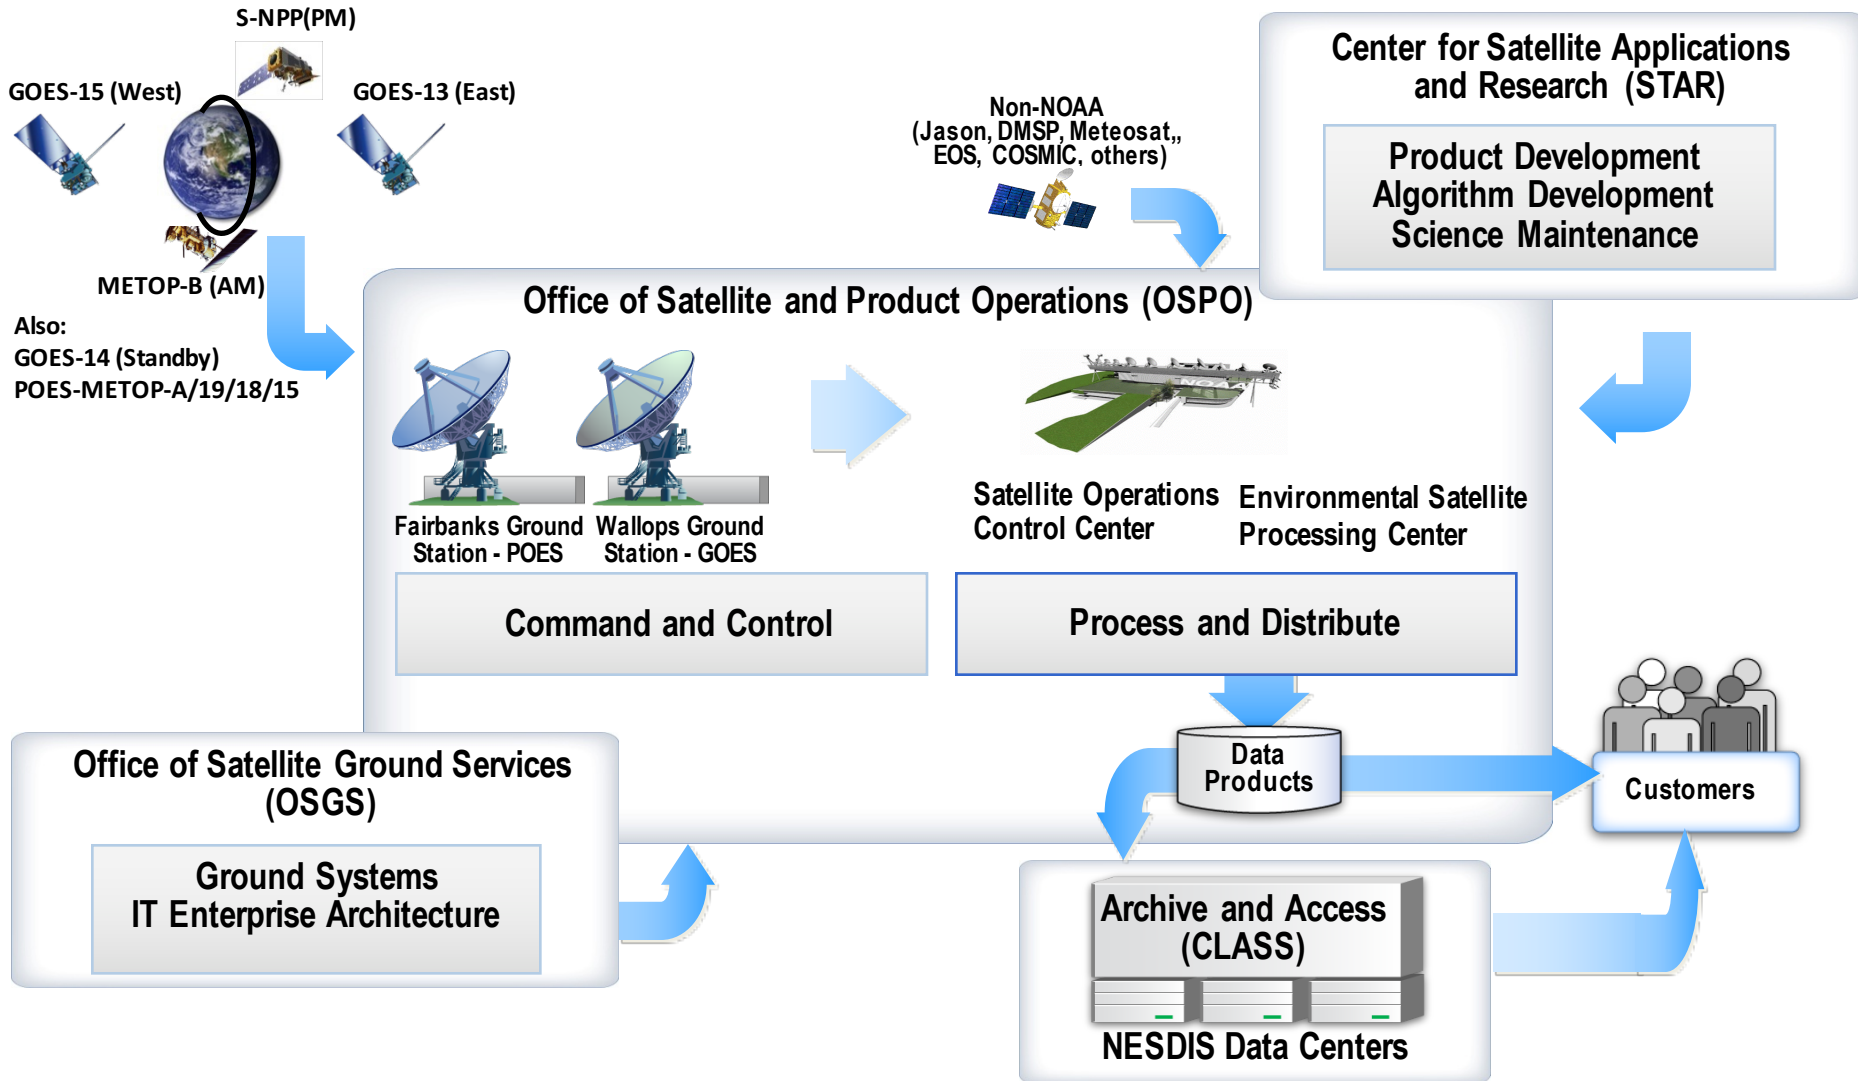 S-NPP(PM)
GOES-15 (West)
GOES-13 (East)
METOP-B (AM)
Also:
GOES-14 (Standby)
POES-METOP-A/19/18/15
Non-NOAA
(Jason, DMSP, Meteosat,,
EOS, COSMIC, others)
Center for Satellite Applications
and Research (STAR)
Product Development
Algorithm Development
Science Maintenance
Office of Satellite and Product Operations (OSPO)
NOAA
Fairbanks Ground
Station - POES
Wallops Ground
Station - GOES
Satellite Operations
Control Center
Environmental Satellite
Processing Center
Command and Control
Process and Distribute
Data
Products
Customers
Office of Satellite Ground Services
(OSGS)
Ground Systems
IT Enterprise Architecture
Archive and Access
(CLASS)
NESDIS Data Centers